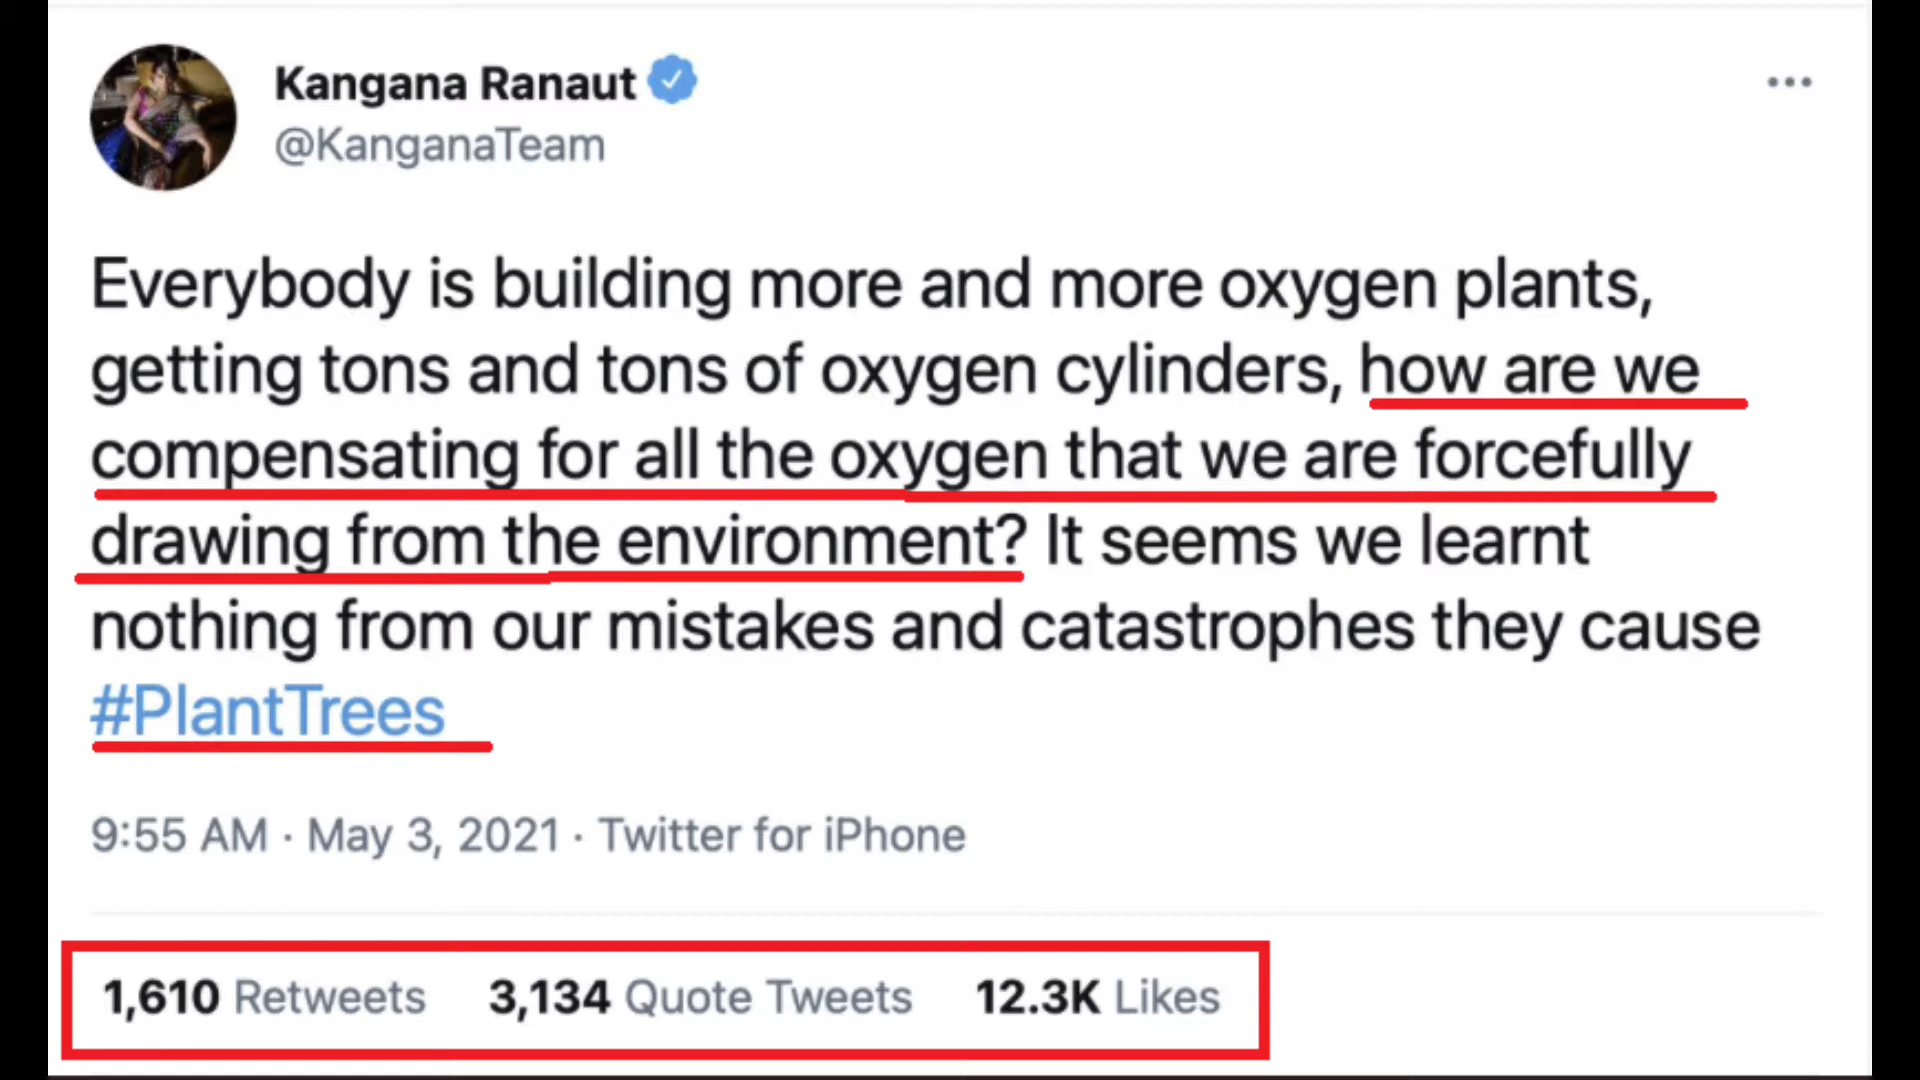 Kangana Ranaut
@KanganaTeam
Everybody is building more and more oxygen plants,
getting tons and tons of oxygen cylinders, how are we
compensating for all the oxygen that we are forcefully
drawing from the environment? It seems we learnt
nothing from our mistakes and catastrophes they cause
#PlantTrees
9:55 AM · May 3, 2021 · Twitter for iPhone
1,610 Retweets 3,134 Quote Tweets 12.3K Likes